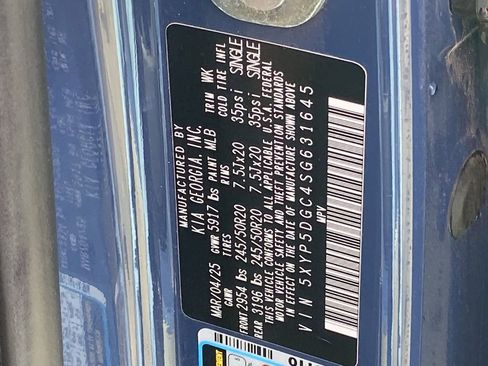 MANUFACTURED BY
KIA GEORGIA, INC.
MAR/04/25 GVWR 5917 lbs PAINT MLB TRIM WK
GAWR TIRES RIMS COLD TIRE INFL
FRONT 2954 lbs 245/50R20 7.5Jx20 35psi SINGLE
REAR 3196 lbs 245/50R20 7.5Jx20 35psi SINGLE
THIS VEHICLE CONFORMS TO ALL APPLICABLE U.S.A. FEDERAL
MOTOR VEHICLE SAFETY AND THEFT PREVENTION STANDARDS
IN EFFECT ON THE DATE OF MANUFACTURE SHOWN ABOVE
VIN 5XYP5DGC4SG631645
MPV